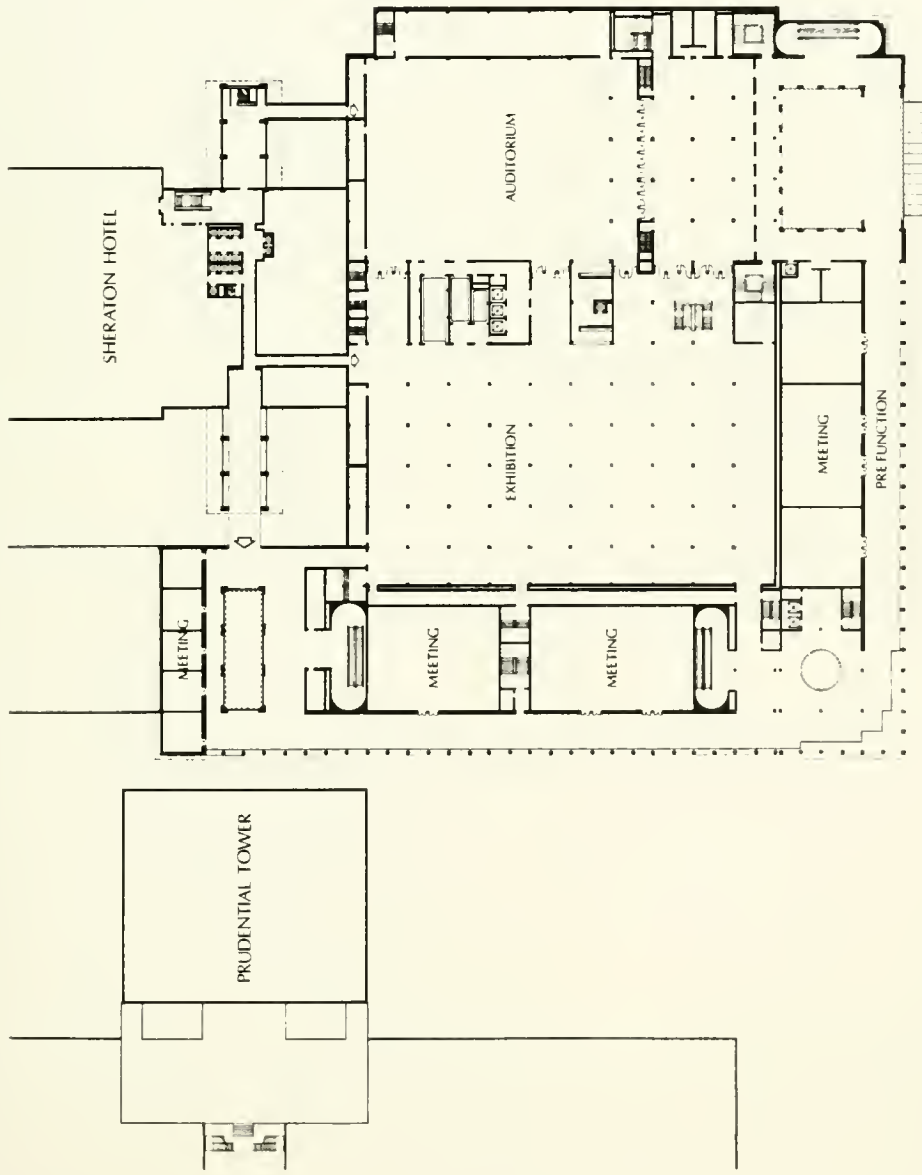 SHERATON HOTEL
AUDITORIUM
EXHIBITION
MEETING
PRE FUNCTION
MEETING
MEETING
MEETING
PRUDENTIAL TOWER